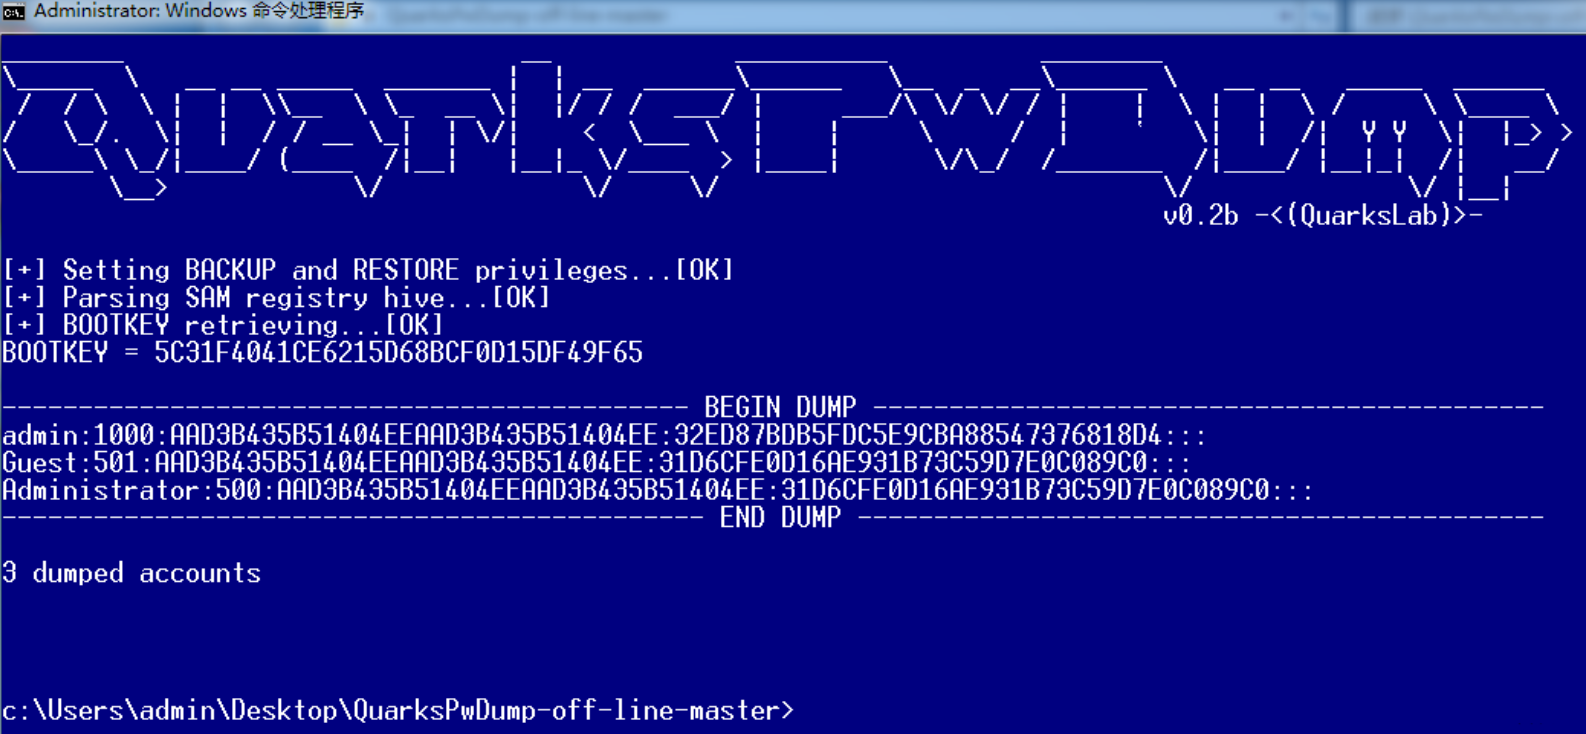 Administrator: Windows 命令处理程序
QuarksPwDump
v0.2b -<(QuarksLab)>-
[+] Setting BACKUP and RESTORE privileges...[OK]
[+] Parsing SAM registry hive...[OK]
[+] BOOTKEY retrieving...[OK]
BOOTKEY = 5C31F4041CE6215D68BCF0D15DF49F65
--------------------------------------------- BEGIN DUMP --------------------------------------------
admin:1000:AAD3B435B51404EEAAD3B435B51404EE:32ED87BDB5FDC5E9CBA88547376818D4:::
Guest:501:AAD3B435B51404EEAAD3B435B51404EE:31D6CFE0D16AE931B73C59D7E0C089C0:::
Administrator:500:AAD3B435B51404EEAAD3B435B51404EE:31D6CFE0D16AE931B73C59D7E0C089C0:::
---------------------------------------------- END DUMP ---------------------------------------------
3 dumped accounts
c:\Users\admin\Desktop\QuarksPwDump-off-line-master>